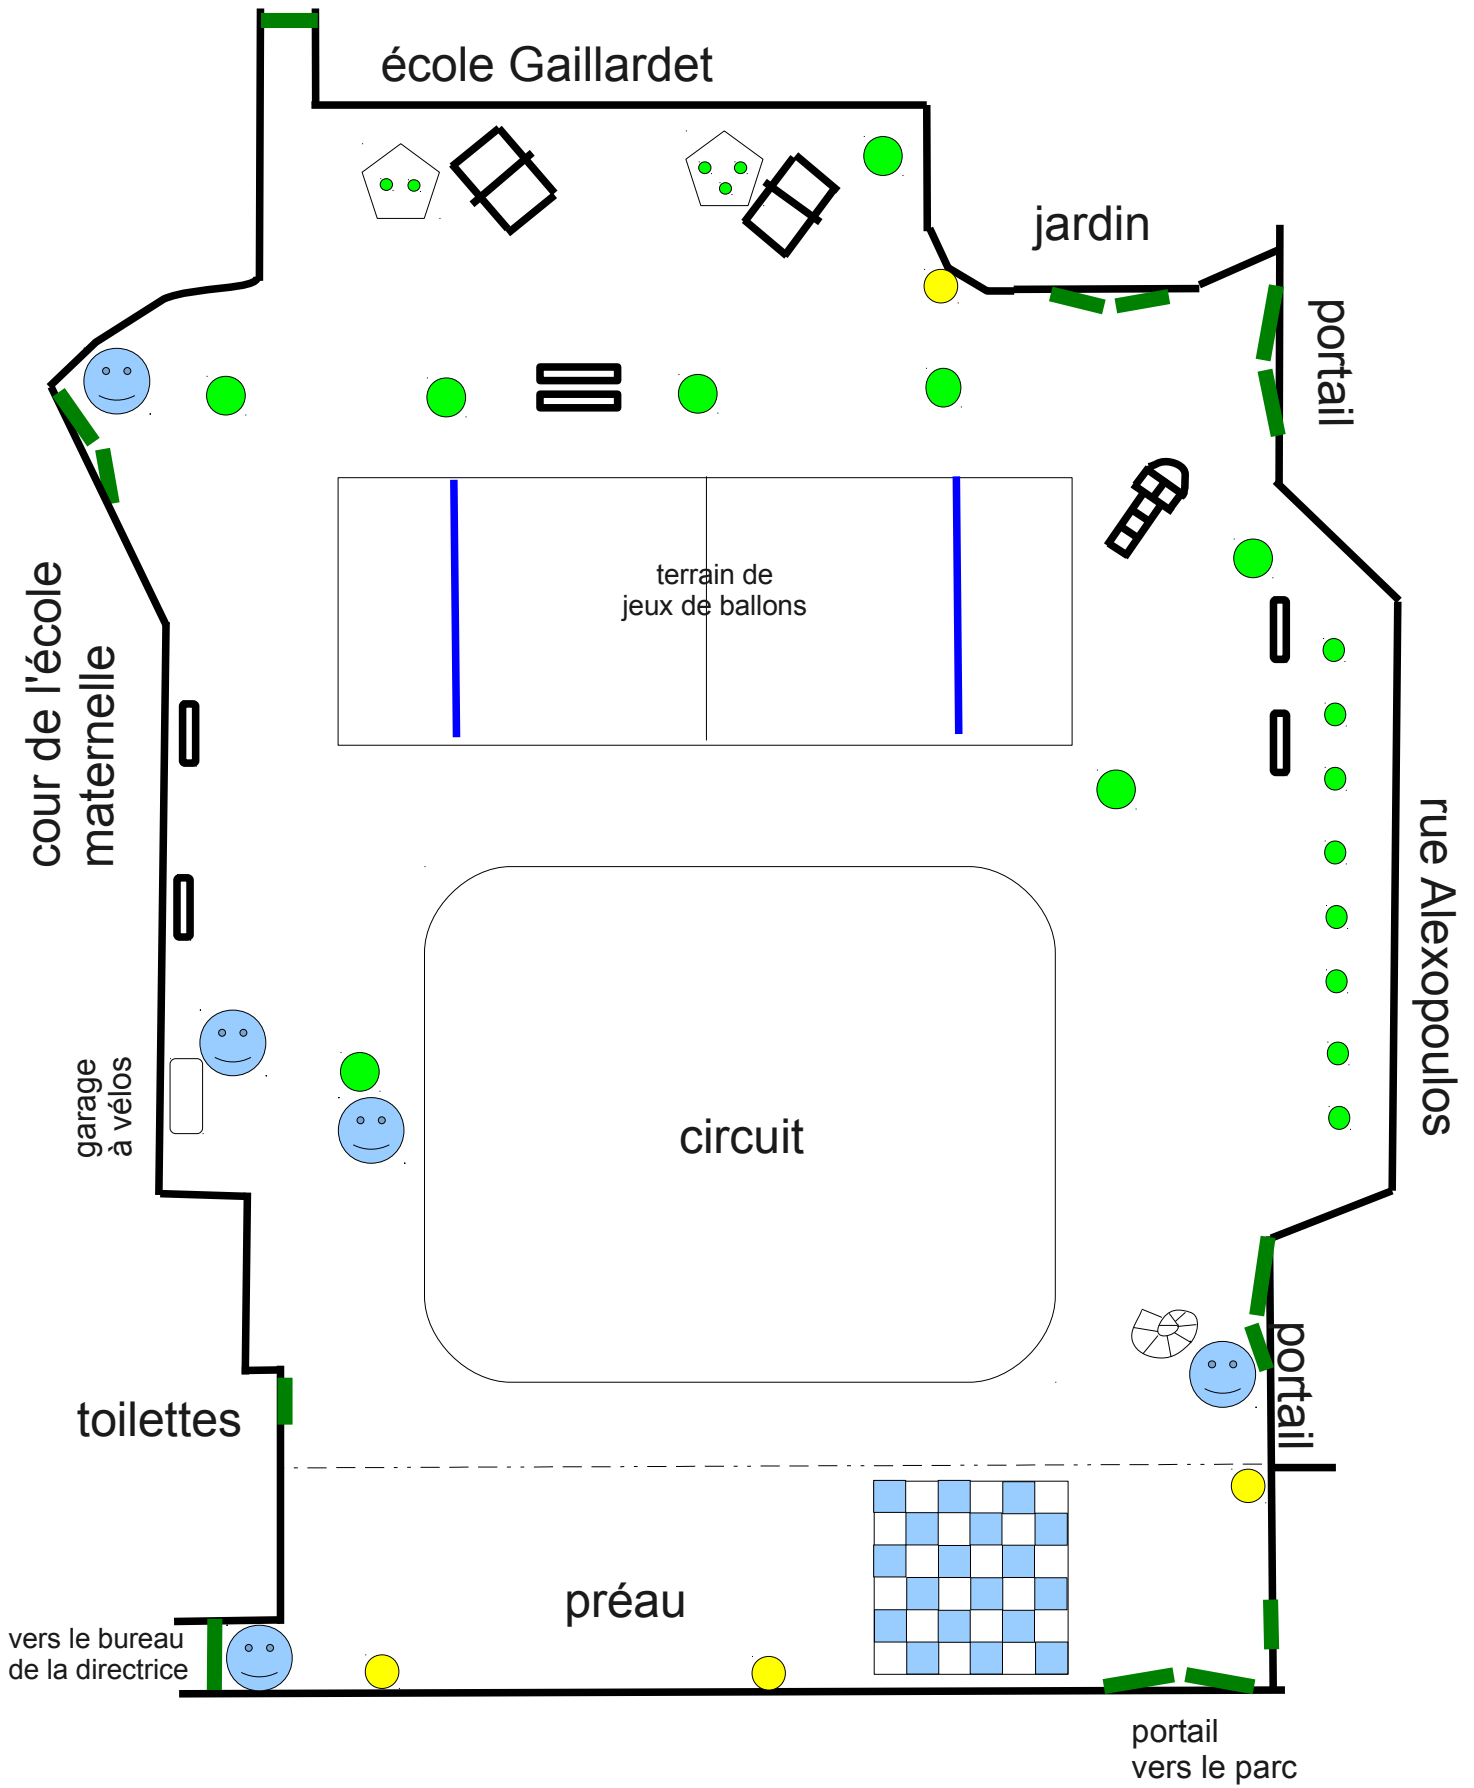 école Gaillardet
jardin
portail
terrain de
jeux de ballons
cour de l'école
maternelle
rue Alexopoulos
garage
à vélos
circuit
portail
toilettes
préau
vers le bureau
de la directrice
portail
vers le parc